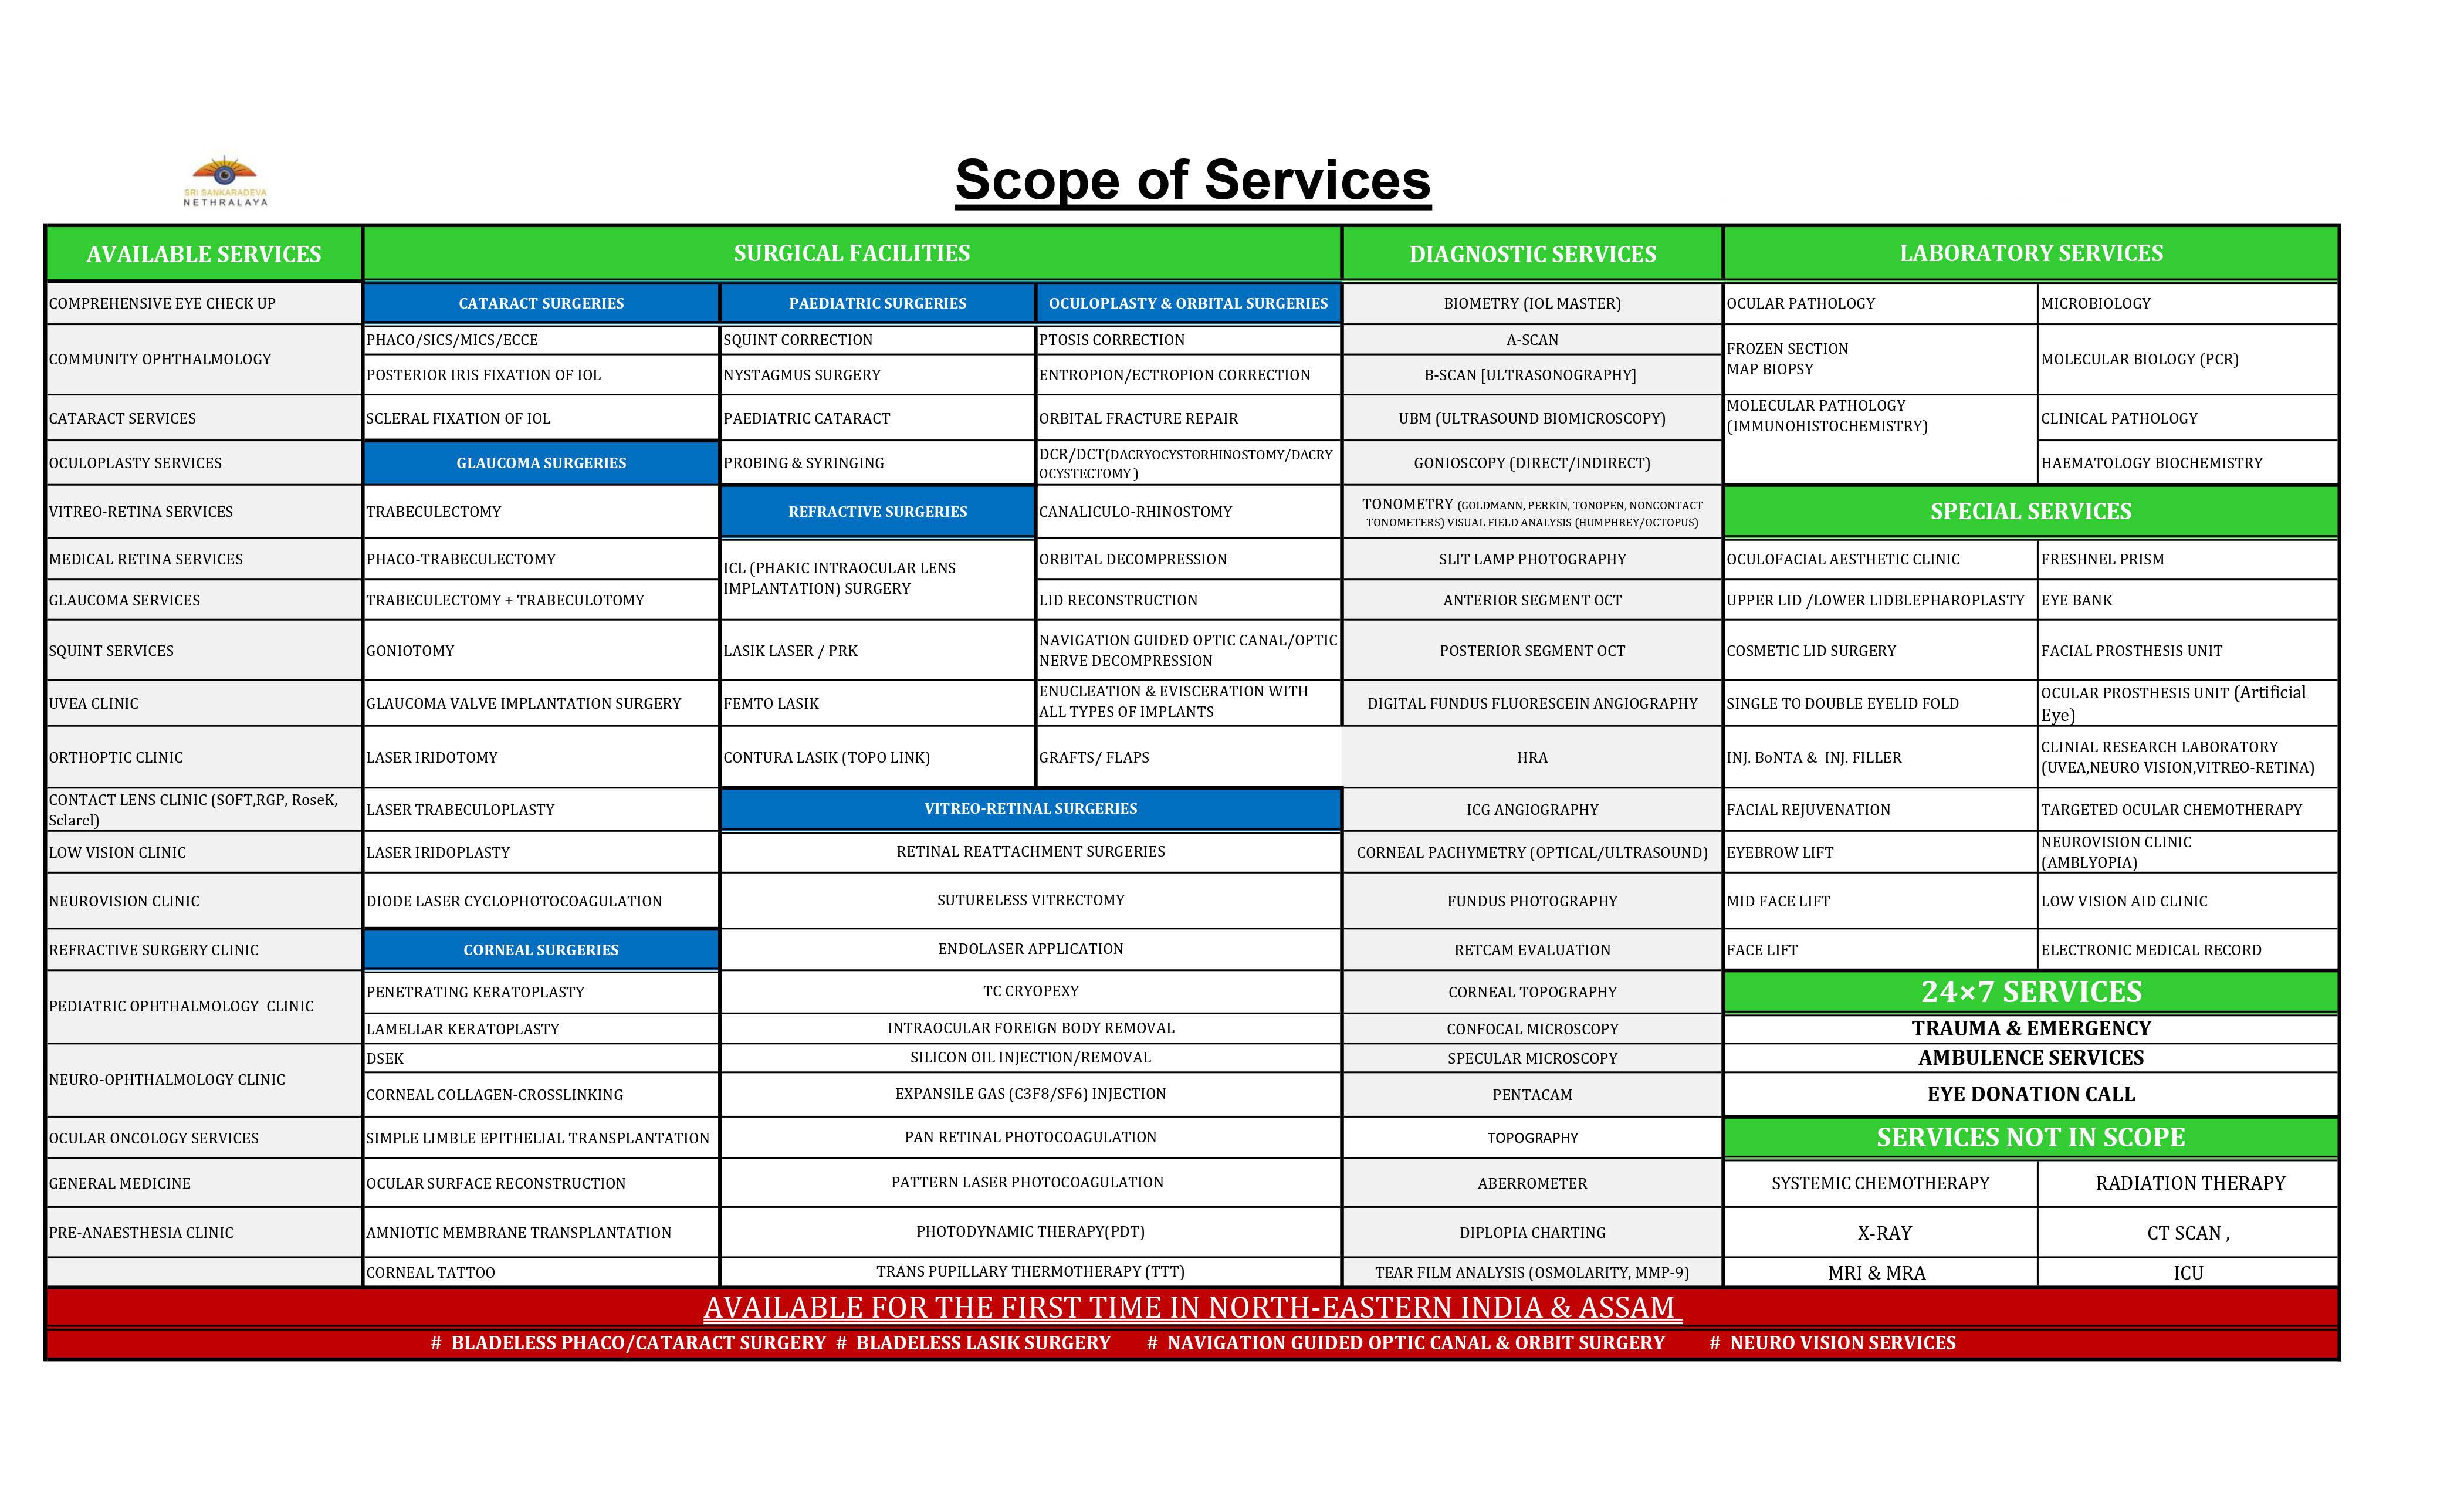 SRI SANKARADEVA
NETHRALAYA
Scope of Services
AVAILABLE SERVICES
COMPREHENSIVE EYE CHECK UP
COMMUNITY OPHTHALMOLOGY
CATARACT SERVICES
OCULOPLASTY SERVICES
VITREO-RETINA SERVICES
MEDICAL RETINA SERVICES
GLAUCOMA SERVICES
SQUINT SERVICES
UVEA CLINIC
ORTHOPTIC CLINIC
CONTACT LENS CLINIC (SOFT,RGP, RoseK,
Sclarel)
LOW VISION CLINIC
NEUROVISION CLINIC
REFRACTIVE SURGERY CLINIC
PEDIATRIC OPHTHALMOLOGY CLINIC
NEURO-OPHTHALMOLOGY CLINIC
OCULAR ONCOLOGY SERVICES
GENERAL MEDICINE
PRE-ANAESTHESIA CLINIC
SURGICAL FACILITIES
CATARACT SURGERIES
PHACO/SICS/MICS/ECCE
POSTERIOR IRIS FIXATION OF IOL
SCLERAL FIXATION OF IOL
GLAUCOMA SURGERIES
TRABECULECTOMY
PHACO-TRABECULECTOMY
TRABECULECTOMY + TRABECULOTOMY
GONIOTOMY
GLAUCOMA VALVE IMPLANTATION SURGERY
LASER IRIDOTOMY
LASER TRABECULOPLASTY
LASER IRIDOPLASTY
DIODE LASER CYCLOPHOTOCOAGULATION
CORNEAL SURGERIES
PENETRATING KERATOPLASTY
LAMELLAR KERATOPLASTY
DSEK
CORNEAL COLLAGEN-CROSSLINKING
SIMPLE LIMBLE EPITHELIAL TRANSPLANTATION
OCULAR SURFACE RECONSTRUCTION
AMNIOTIC MEMBRANE TRANSPLANTATION
CORNEAL TATTOO
PAEDIATRIC SURGERIES
SQUINT CORRECTION
NYSTAGMUS SURGERY
PAEDIATRIC CATARACT
PROBING & SYRINGING
REFRACTIVE SURGERIES
ICL (PHAKIC INTRAOCULAR LENS
IMPLANTATION) SURGERY
LASIK LASER / PRK
FEMTO LASIK
CONTURA LASIK (TOPO LINK)
OCULOPLASTY & ORBITAL SURGERIES
PTOSIS CORRECTION
ENTROPION/ECTROPION CORRECTION
ORBITAL FRACTURE REPAIR
DCR/DCT(DACRYOCYSTORHINOSTOMY/DACRY
OCYSTECTOMY )
CANALICULO-RHINOSTOMY
ORBITAL DECOMPRESSION
LID RECONSTRUCTION
NAVIGATION GUIDED OPTIC CANAL/OPTIC
NERVE DECOMPRESSION
ENUCLEATION & EVISCERATION WITH
ALL TYPES OF IMPLANTS
GRAFTS/ FLAPS
VITREO-RETINAL SURGERIES
RETINAL REATTACHMENT SURGERIES
SUTURELESS VITRECTOMY
ENDOLASER APPLICATION
TC CRYOPEXY
INTRAOCULAR FOREIGN BODY REMOVAL
SILICON OIL INJECTION/REMOVAL
EXPANSILE GAS (C3F8/SF6) INJECTION
PAN RETINAL PHOTOCOAGULATION
PATTERN LASER PHOTOCOAGULATION
PHOTODYNAMIC THERAPY(PDT)
TRANS PUPILLARY THERMOTHERAPY (TTT)
DIAGNOSTIC SERVICES
BIOMETRY (IOL MASTER)
A-SCAN
B-SCAN [ULTRASONOGRAPHY]
UBM (ULTRASOUND BIOMICROSCOPY)
GONIOSCOPY (DIRECT/INDIRECT)
TONOMETRY (GOLDMANN, PERKIN, TONOPEN, NONCONTACT
TONOMETERS) VISUAL FIELD ANALYSIS (HUMPHREY/OCTOPUS)
SLIT LAMP PHOTOGRAPHY
ANTERIOR SEGMENT OCT
POSTERIOR SEGMENT OCT
DIGITAL FUNDUS FLUORESCEIN ANGIOGRAPHY
HRA
ICG ANGIOGRAPHY
CORNEAL PACHYMETRY (OPTICAL/ULTRASOUND)
FUNDUS PHOTOGRAPHY
RETCAM EVALUATION
CORNEAL TOPOGRAPHY
CONFOCAL MICROSCOPY
SPECULAR MICROSCOPY
PENTACAM
TOPOGRAPHY
ABERROMETER
DIPLOPIA CHARTING
TEAR FILM ANALYSIS (OSMOLARITY, MMP-9)
LABORATORY SERVICES
OCULAR PATHOLOGY
FROZEN SECTION
MAP BIOPSY
MOLECULAR PATHOLOGY
(IMMUNOHISTOCHEMISTRY)
MICROBIOLOGY
MOLECULAR BIOLOGY (PCR)
CLINICAL PATHOLOGY
HAEMATOLOGY BIOCHEMISTRY
SPECIAL SERVICES
OCULOFACIAL AESTHETIC CLINIC
UPPER LID /LOWER LIDBLEPHAROPLASTY
COSMETIC LID SURGERY
SINGLE TO DOUBLE EYELID FOLD
INJ. BoNTA & INJ. FILLER
FACIAL REJUVENATION
EYEBROW LIFT
MID FACE LIFT
FACE LIFT
FRESHNEL PRISM
EYE BANK
FACIAL PROSTHESIS UNIT
OCULAR PROSTHESIS UNIT (Artificial
Eye)
CLINIAL RESEARCH LABORATORY
(UVEA,NEURO VISION,VITREO-RETINA)
TARGETED OCULAR CHEMOTHERAPY
NEUROVISION CLINIC
(AMBLYOPIA)
LOW VISION AID CLINIC
ELECTRONIC MEDICAL RECORD
24×7 SERVICES
TRAUMA & EMERGENCY
AMBULENCE SERVICES
EYE DONATION CALL
SERVICES NOT IN SCOPE
SYSTEMIC CHEMOTHERAPY
RADIATION THERAPY
X-RAY
CT SCAN ,
MRI & MRA
ICU
AVAILABLE FOR THE FIRST TIME IN NORTH-EASTERN INDIA & ASSAM
# BLADELESS PHACO/CATARACT SURGERY # BLADELESS LASIK SURGERY # NAVIGATION GUIDED OPTIC CANAL & ORBIT SURGERY # NEURO VISION SERVICES